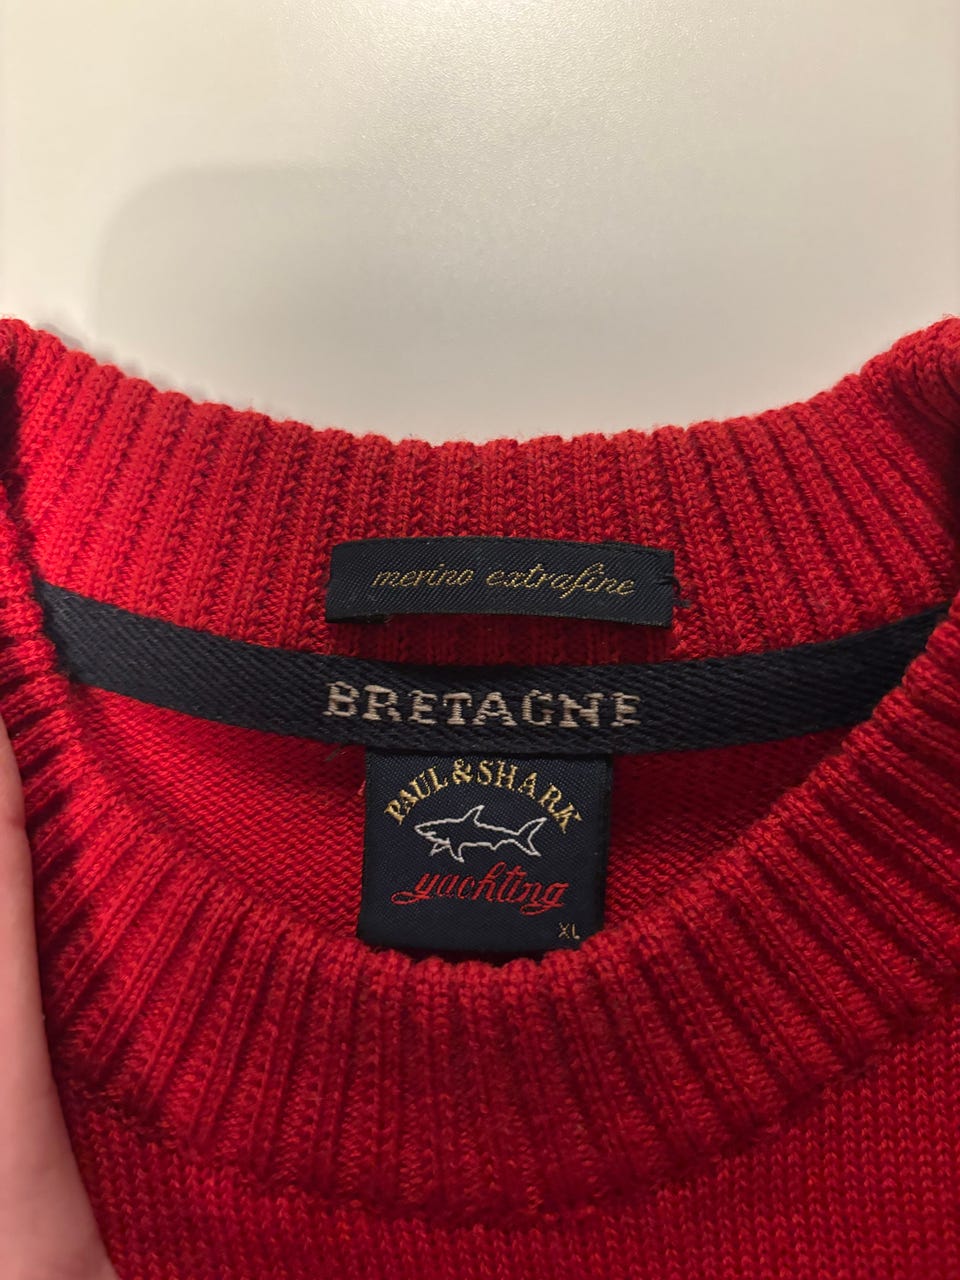 merino extrafine
BRETAGNE
PAUL & SHARK
yachting
XL